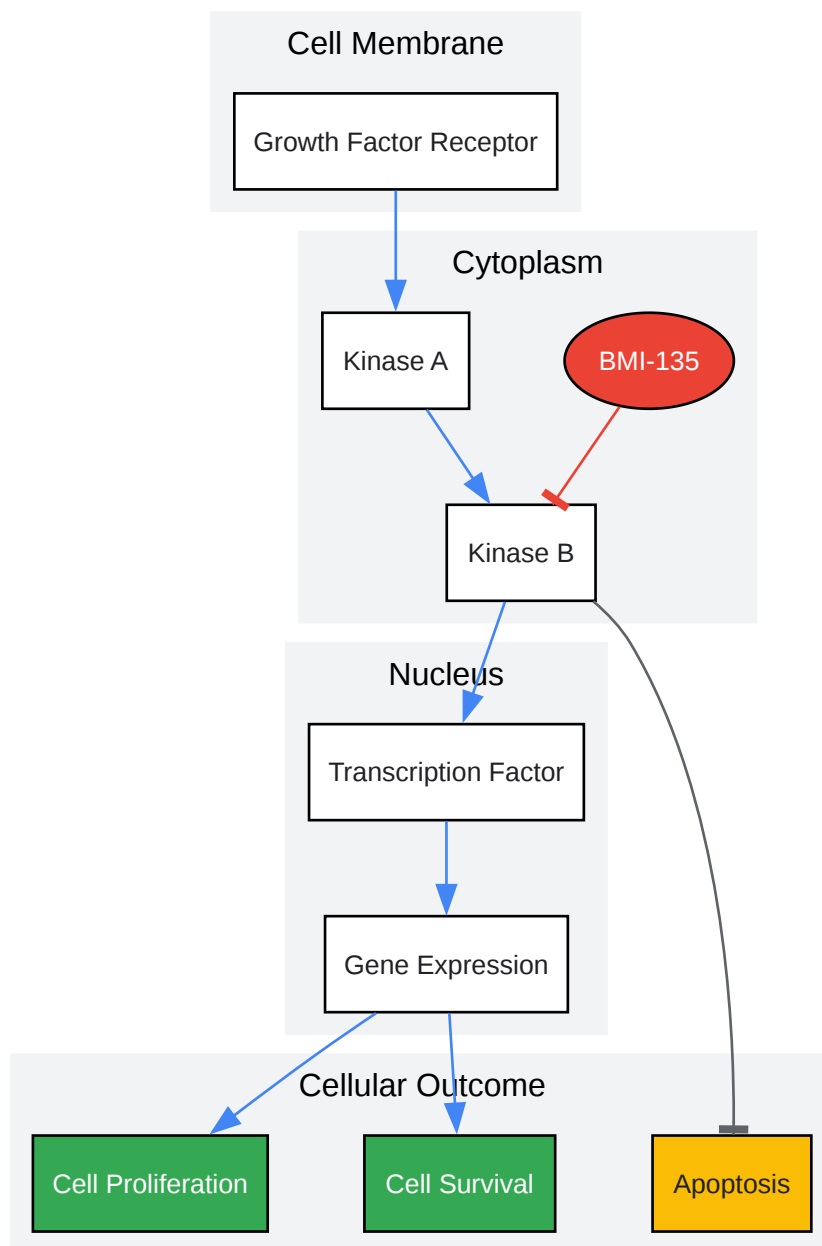 Cell Membrane
Growth Factor Receptor
Cytoplasm
Kinase A
BMI-135
Kinase B
Nucleus
Transcription Factor
Gene Expression
Cellular Outcome
Cell Proliferation
Cell Survival
Apoptosis